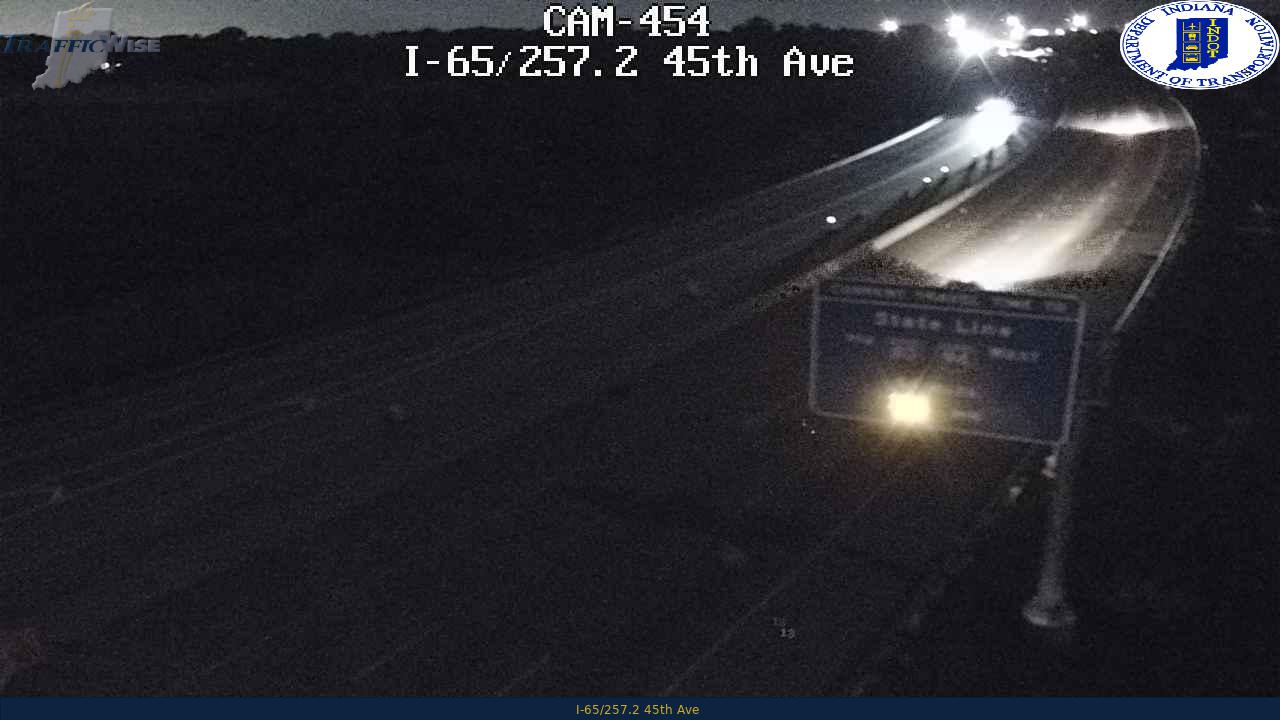 CAM-454
I-65/257.2 45th Ave
TRAFFICWISE
INDIANA
DEPARTMENT OF TRANSPORTATION
INDOT
State Line
WEST
13
I-65/257.2 45th Ave